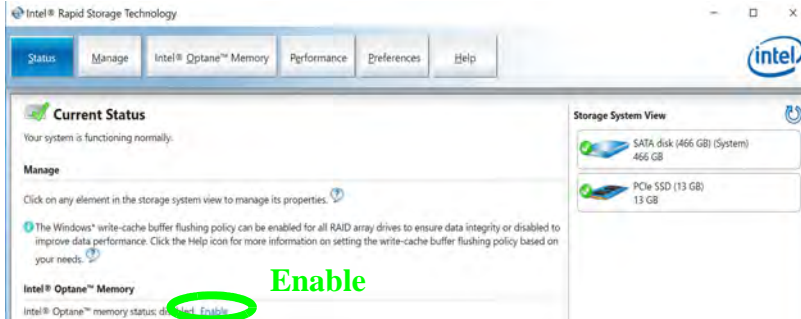 Intel® Rapid Storage Technology
Status Manage Intel® Optane™ Memory Performance Preferences Help
intel
Current Status
Your system is functioning normally.
Manage
Click on any element in the storage system view to manage its properties.
The Windows* write-cache buffer flushing policy can be enabled for all RAID array drives to ensure data integrity or disabled to
improve data performance. Click the Help icon for more information on setting the write-cache buffer flushing policy based on
your needs.
Enable
Intel® Optane™ Memory
Intel® Optane™ memory status: disabled. Enable
Storage System View
SATA disk (466 GB) (System)
466 GB
PCIe SSD (13 GB)
13 GB